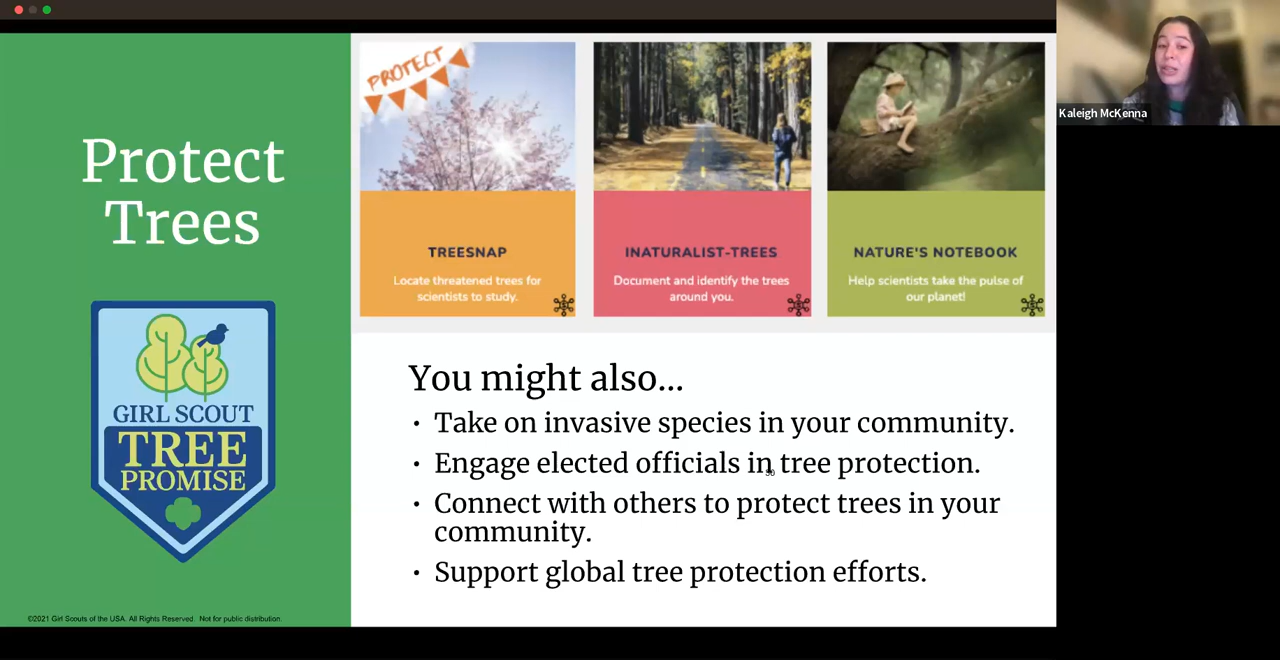 Protect
Trees
GIRL SCOUT
TREE
PROMISE
©2021 Girl Scouts of the USA. All Rights Reserved. Not for public distribution.
PROTECT
TREESNAP
Locate threatened trees for
scientists to study.
INATURALIST-TREES
Document and identify the trees
around you.
NATURE'S NOTEBOOK
Help scientists take the pulse of
our planet!
You might also...
• Take on invasive species in your community.
• Engage elected officials in tree protection.
• Connect with others to protect trees in your
community.
• Support global tree protection efforts.
Kaleigh McKenna